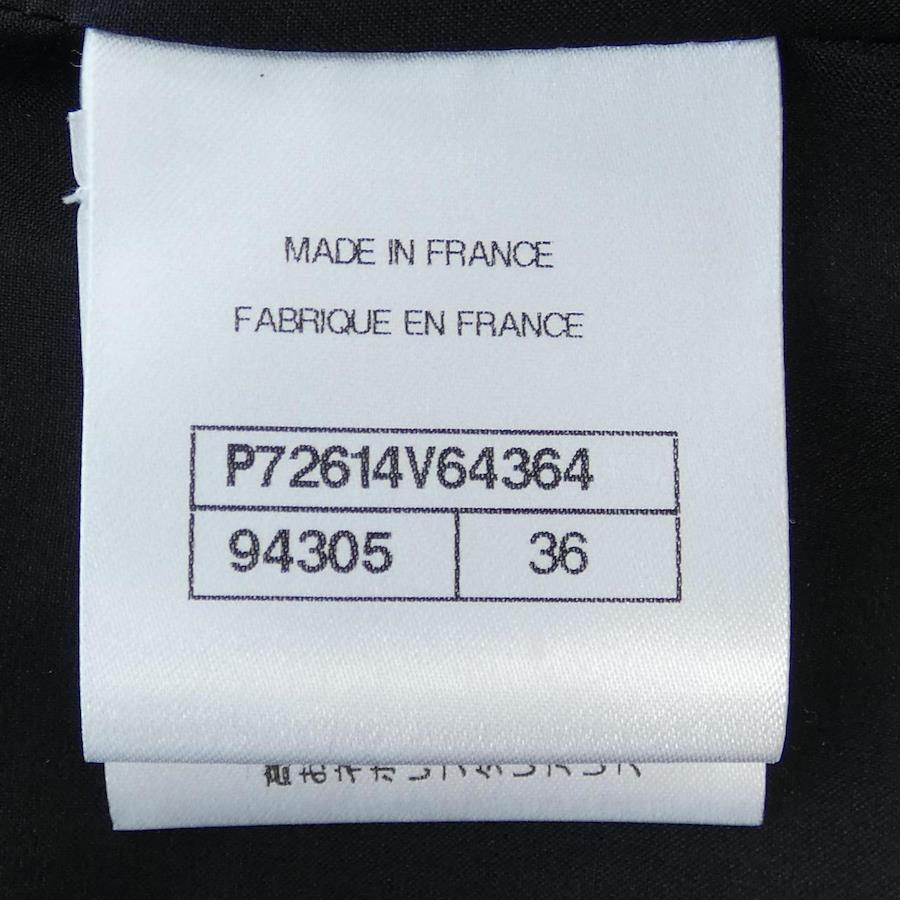 MADE IN FRANCE
FABRIQUE EN FRANCE
P72614V64364
94305 36